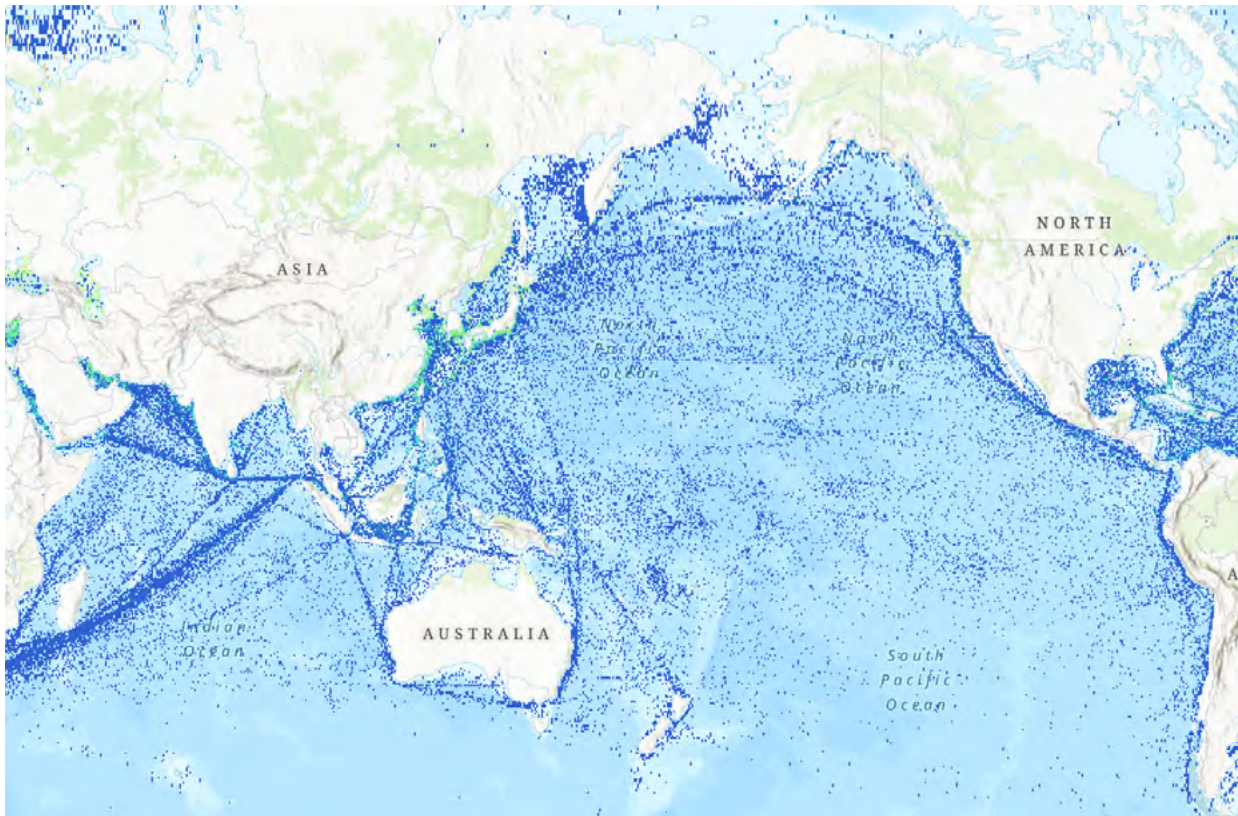 NORTH
AMERICA
ASIA
North
Pacific
Ocean
North
Pacific
Ocean
Indian
Ocean
AUSTRALIA
South
Pacific
Ocean
A